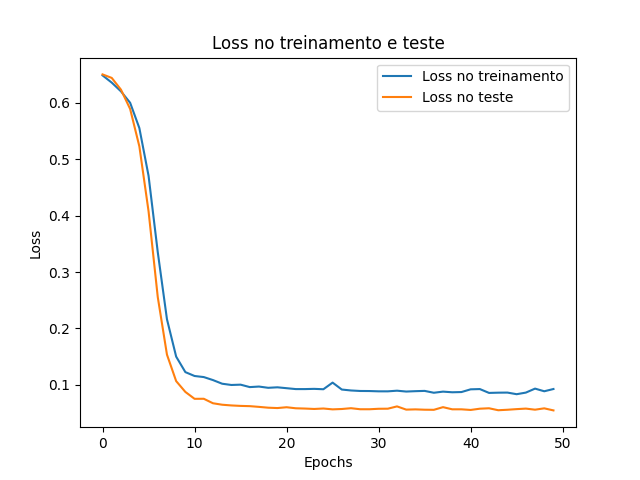 Loss no treinamento e teste
Loss no treinamento
Loss no teste
0.6
0.5
0.4
0.3
0.2
0.1
Loss
0 10 20 30 40 50
Epochs